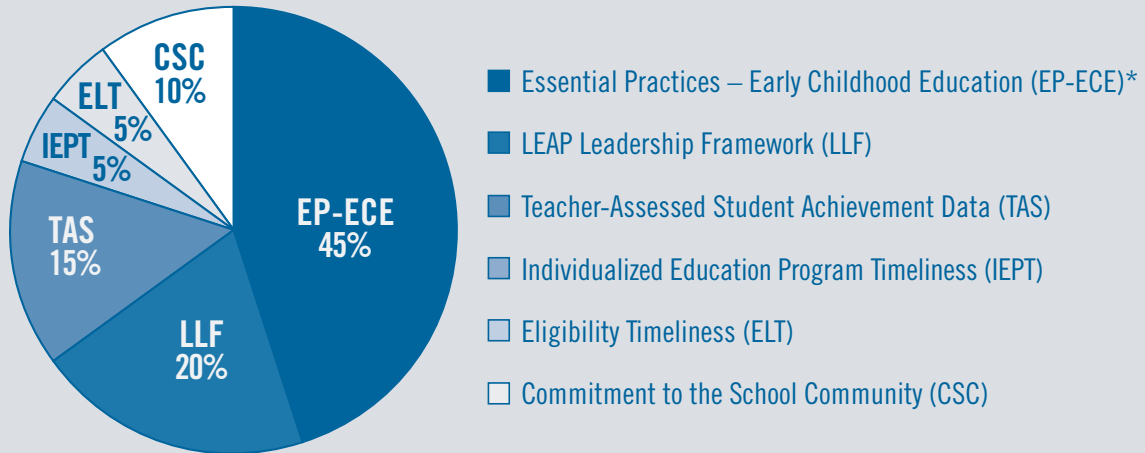 CSC
10%
ELT
5%
IEPT
5%
TAS
15%
LLF
20%
EP-ECE
45%
Essential Practices – Early Childhood Education (EP-ECE)*
LEAP Leadership Framework (LLF)
Teacher-Assessed Student Achievement Data (TAS)
Individualized Education Program Timeliness (IEPT)
Eligibility Timeliness (ELT)
Commitment to the School Community (CSC)